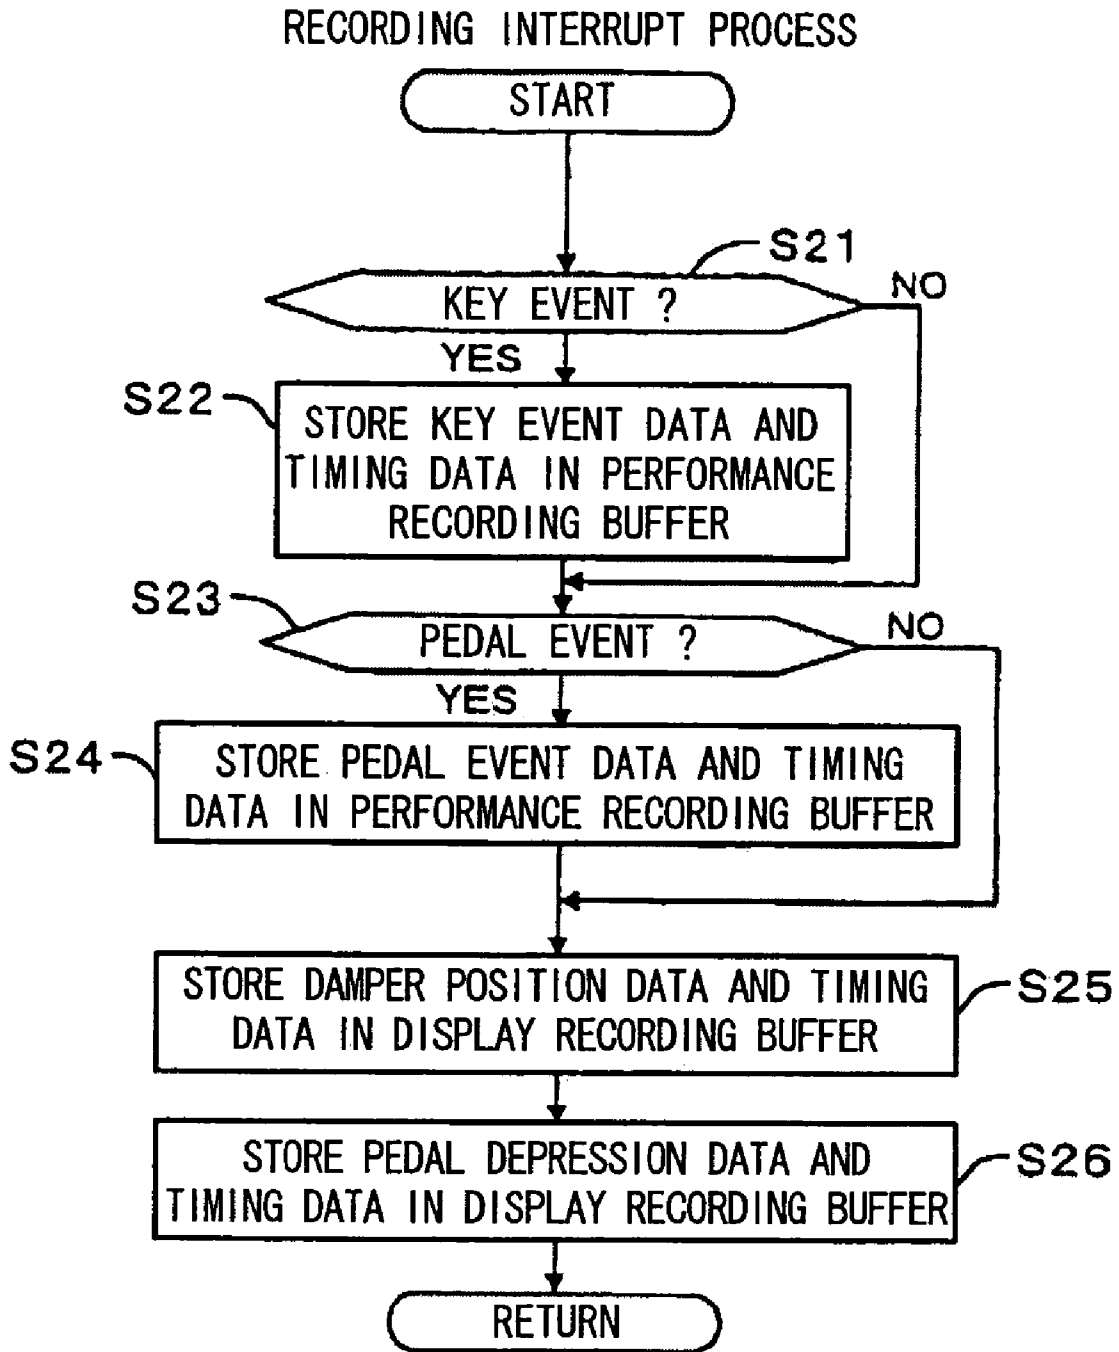 RECORDING INTERRUPT PROCESS
START
S21
KEY EVENT ?
NO
YES
S22
STORE KEY EVENT DATA AND
TIMING DATA IN PERFORMANCE
RECORDING BUFFER
S23
PEDAL EVENT ?
NO
YES
S24
STORE PEDAL EVENT DATA AND TIMING
DATA IN PERFORMANCE RECORDING BUFFER
STORE DAMPER POSITION DATA AND TIMING
DATA IN DISPLAY RECORDING BUFFER
S25
STORE PEDAL DEPRESSION DATA AND
TIMING DATA IN DISPLAY RECORDING BUFFER
S26
RETURN